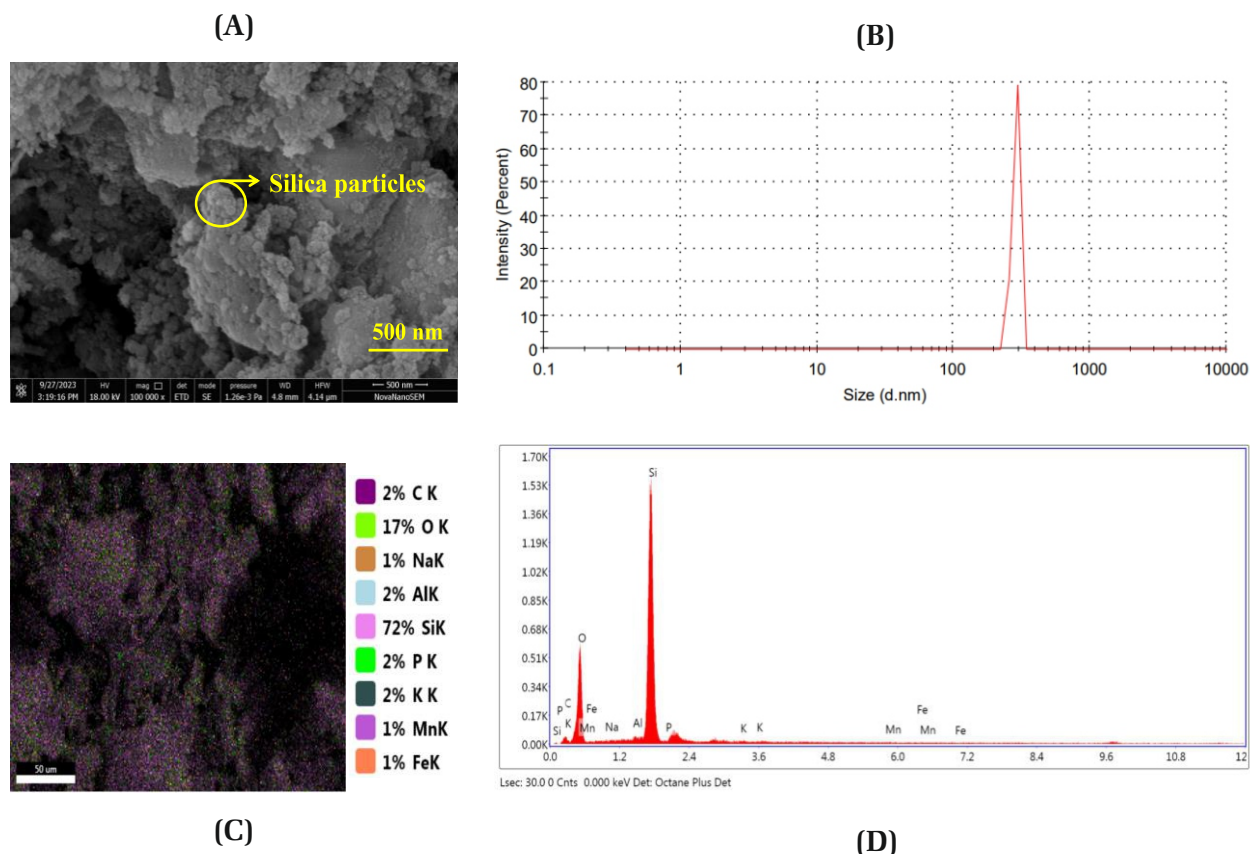 (A)
(B)
Silica particles
500 nm
9/27/2023 HV mag □ det mode pressure WD HFW ⟵ 500 nm ⟶
3:19:16 PM 18.00 kV 100 000 x ETD SE 1.26e-3 Pa 4.8 mm 4.14 µm NovaNanoSEM
Intensity (Percent)
80
70
60
50
40
30
20
10
0
0.1 1 10 100 1000 10000
Size (d.nm)
2% C K
17% O K
1% NaK
2% AlK
72% SiK
2% P K
2% K K
1% MnK
1% FeK
50 um
1.70K
1.53K
1.36K
1.19K
1.02K
0.85K
0.68K
0.51K
0.34K
0.17K
0.00K
Si
O
P C Fe
Si K Mn Na Al P K K Mn Fe Mn Fe
0.0 1.2 2.4 3.6 4.8 6.0 7.2 8.4 9.6 10.8 12
Lsec: 30.0 0 Cnts 0.000 keV Det: Octane Plus Det
(C)
(D)